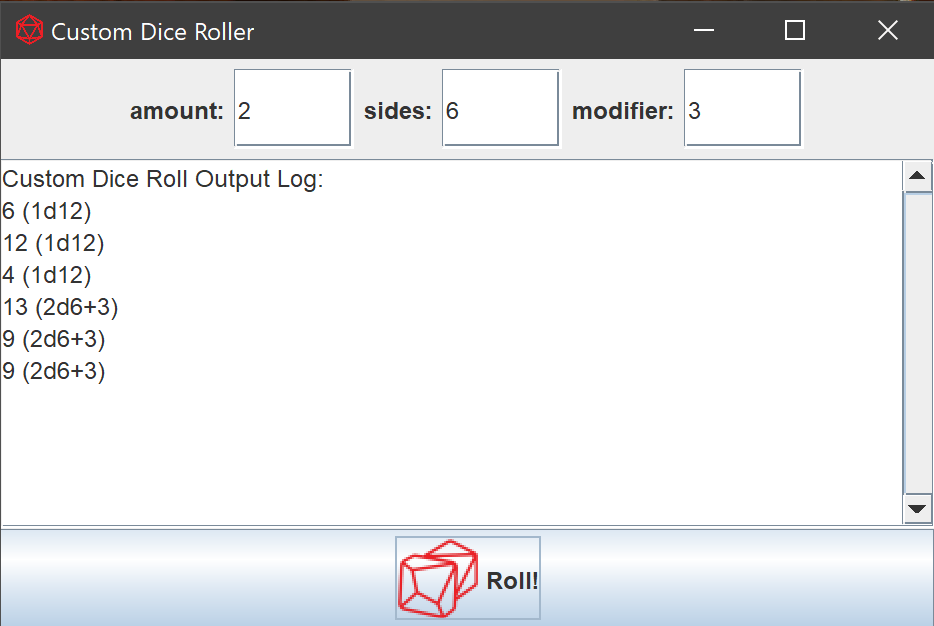 Custom Dice Roller
amount: 2 sides: 6 modifier: 3
Custom Dice Roll Output Log:
6 (1d12)
12 (1d12)
4 (1d12)
13 (2d6+3)
9 (2d6+3)
9 (2d6+3)
Roll!